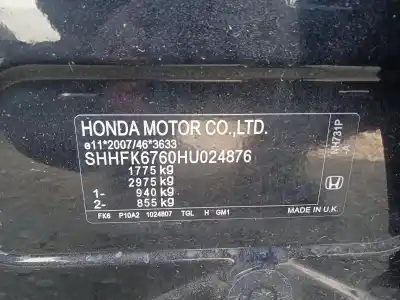 HONDA MOTOR CO.,LTD.
e11*2007/46*3633
SHHFK6760HU024876
1775 kg
2975 kg
1- 940 kg
2- 855 kg
FK6 P10A2 1024807 TGL H GM1
MADE IN U.K.
NH731P
-A